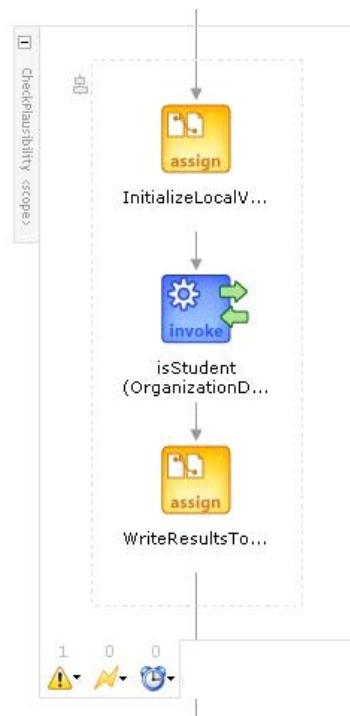 CheckPlausibility <scope>
assign
InitializeLocalV...
invoke
isStudent
(OrganizationD...
assign
WriteResultsTo...
1 0 0